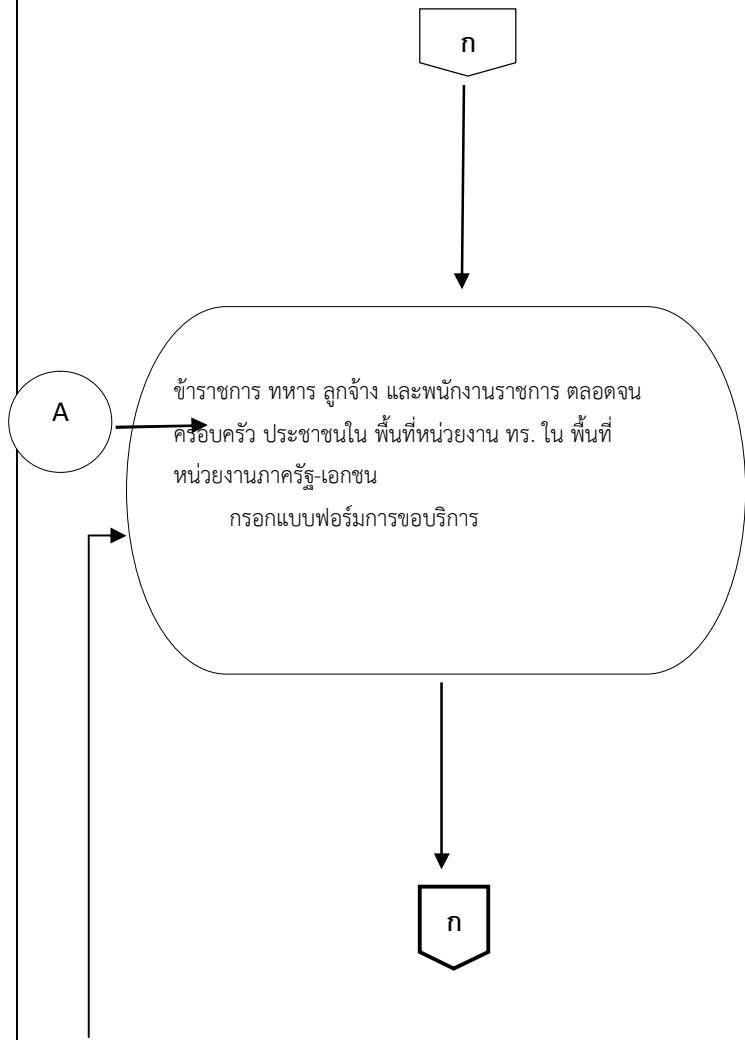 ก
ข้าราชการ ทหาร ลูกจ้าง และพนักงานราชการ ตลอดจน
A
ครอบครัว ประชาชนใน พื้นที่หน่วยงาน ทร. ใน พื้นที่
หน่วยงานภาครัฐ-เอกชน
กรอกแบบฟอร์มการขอบริการ
ก